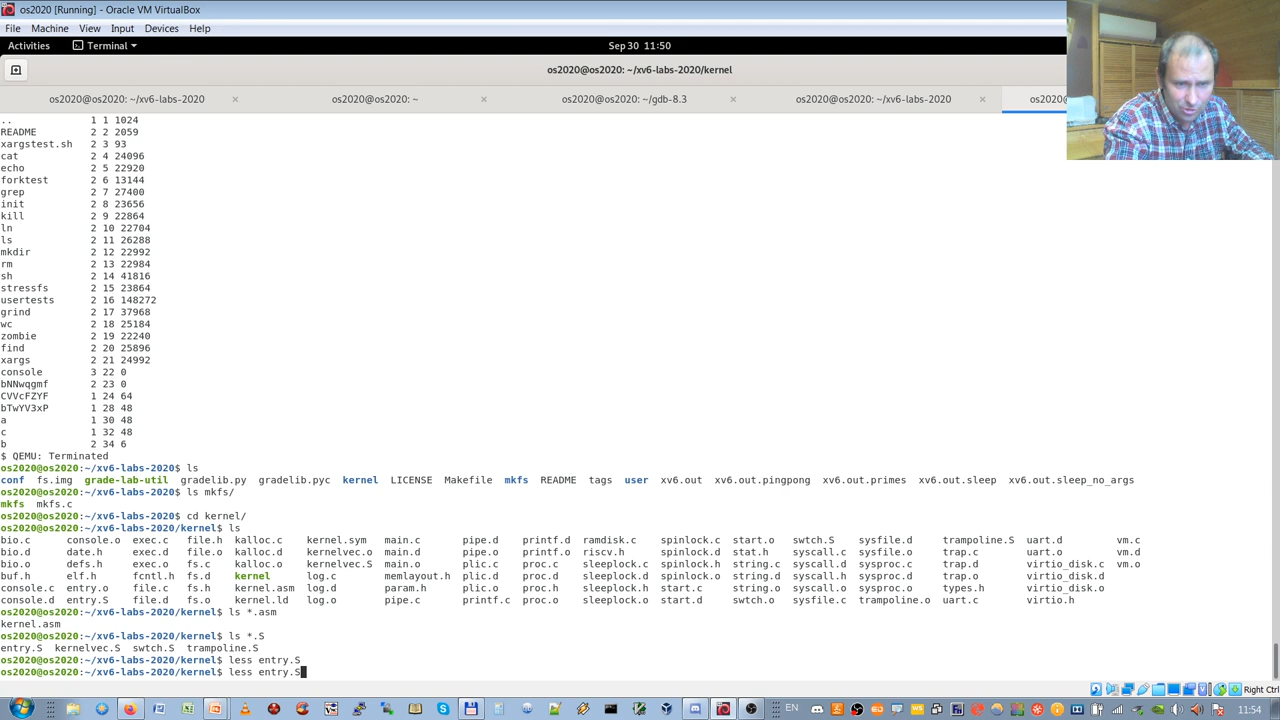 os2020 [Running] - Oracle VM VirtualBox
File Machine View Input Devices Help
Activities Terminal Sep 30 11:50
os2020@os2020: ~/xv6-labs-2020/kernel
os2020@os2020: ~/xv6-labs-2020 × os2020@os2020: ~ × os2020@os2020: ~/gdb-8.3 × os2020@os2020: ~/xv6-labs-2020 × os2020@
.. 1 1 1024
README 2 2 2059
xargstest.sh 2 3 93
cat 2 4 24096
echo 2 5 22920
forktest 2 6 13144
grep 2 7 27400
init 2 8 23656
kill 2 9 22864
ln 2 10 22704
ls 2 11 26288
mkdir 2 12 22992
rm 2 13 22984
sh 2 14 41816
stressfs 2 15 23864
usertests 2 16 148272
grind 2 17 37968
wc 2 18 25184
zombie 2 19 22240
find 2 20 25896
xargs 2 21 24992
console 3 22 0
bNNwqgmf 2 23 0
CVVcFZYF 1 24 64
bTwYV3xP 1 28 48
a 1 30 48
c 1 32 48
b 2 34 6
$ QEMU: Terminated
os2020@os2020:~/xv6-labs-2020$ ls
conf fs.img grade-lab-util gradelib.py gradelib.pyc kernel LICENSE Makefile mkfs README tags user xv6.out xv6.out.pingpong xv6.out.primes xv6.out.sleep xv6.out.sleep_no_args
os2020@os2020:~/xv6-labs-2020$ ls mkfs/
mkfs mkfs.c
os2020@os2020:~/xv6-labs-2020$ cd kernel/
os2020@os2020:~/xv6-labs-2020/kernel$ ls
bio.c console.o exec.c file.h kalloc.c kernel.sym main.c pipe.d printf.d ramdisk.c spinlock.c start.o swtch.S sysfile.d trampoline.S uart.d vm.c
bio.d date.h exec.d file.o kalloc.d kernelvec.o main.d pipe.o printf.o riscv.h spinlock.d stat.h syscall.c sysfile.o trap.c uart.o vm.d
bio.o defs.h exec.o fs.c kalloc.o kernelvec.S main.o plic.c proc.c sleeplock.c spinlock.h string.c syscall.d sysproc.c trap.d virtio_disk.c vm.o
buf.h elf.h fcntl.h fs.d kernel log.c memlayout.h plic.d proc.d sleeplock.d spinlock.o string.d syscall.h sysproc.d trap.o virtio_disk.d
console.c entry.o file.c fs.h kernel.asm log.d param.h plic.o proc.h sleeplock.h start.c string.o syscall.o sysproc.o types.h virtio_disk.o
console.d entry.S file.d fs.o kernel.ld log.o pipe.c printf.c proc.o sleeplock.o start.d swtch.o sysfile.c trampoline.o uart.c virtio.h
os2020@os2020:~/xv6-labs-2020/kernel$ ls *.asm
kernel.asm
os2020@os2020:~/xv6-labs-2020/kernel$ ls *.S
entry.S kernelvec.S swtch.S trampoline.S
os2020@os2020:~/xv6-labs-2020/kernel$ less entry.S
os2020@os2020:~/xv6-labs-2020/kernel$ less entry.S
Right Ctrl
EN 11:54